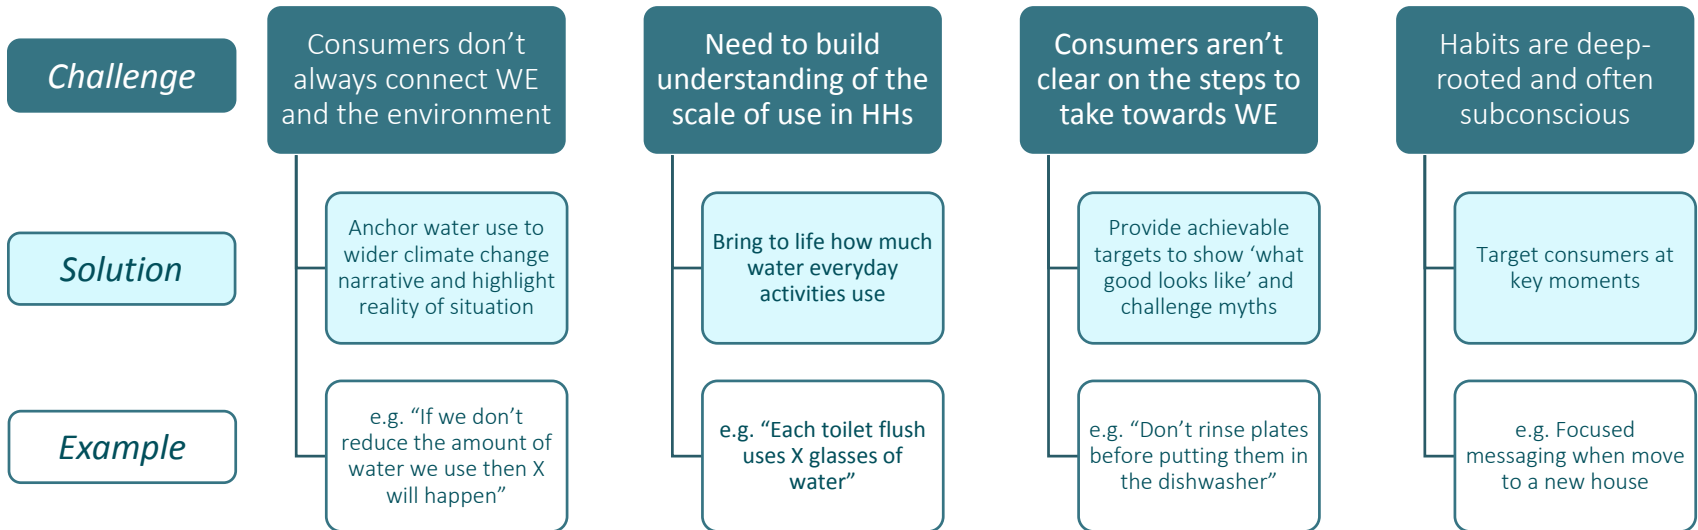 Challenge
Consumers don’t
always connect WE
and the environment
Need to build
understanding of the
scale of use in HHs
Consumers aren’t
clear on the steps to
take towards WE
Habits are deep-
rooted and often
subconscious
Solution
Anchor water use to
wider climate change
narrative and highlight
reality of situation
Bring to life how much
water everyday
activities use
Provide achievable
targets to show ‘what
good looks like’ and
challenge myths
Target consumers at
key moments
Example
e.g. “If we don’t
reduce the amount of
water we use then X
will happen”
e.g. “Each toilet flush
uses X glasses of
water”
e.g. “Don’t rinse plates
before putting them in
the dishwasher”
e.g. Focused
messaging when move
to a new house